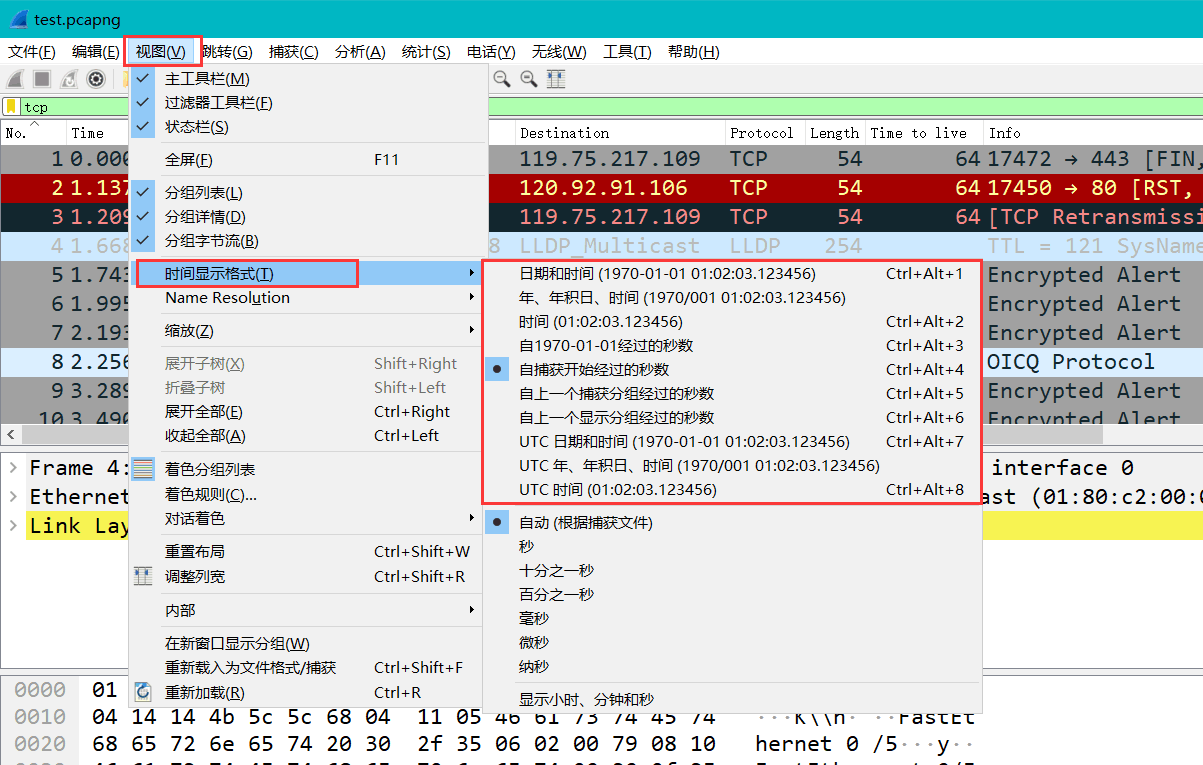 test.pcapng
文件(F) 编辑(E) 视图(V) 跳转(G) 捕获(C) 分析(A) 统计(S) 电话(Y) 无线(W) 工具(T) 帮助(H)
tcp
No. Time Destination Protocol Length Time to live Info
1 0.000 119.75.217.109 TCP 54 64 17472 → 443 [FIN,
2 1.137 120.92.91.106 TCP 54 64 17450 → 80 [RST,
3 1.209 119.75.217.109 TCP 54 64 [TCP Retransmissi
4 1.668 8 LLDP_Multicast LLDP 254 TTL = 121 SysName
5 1.743 Encrypted Alert
6 1.995 Encrypted Alert
7 2.193 Encrypted Alert
8 2.256 OICQ Protocol
9 3.289 Encrypted Alert
10 3.490 Encrypted Alert
主工具栏(M)
过滤器工具栏(F)
状态栏(S)
全屏(F) F11
分组列表(L)
分组详情(D)
分组字节流(B)
时间显示格式(T)
Name Resolution
缩放(Z)
展开子树(X) Shift+Right
折叠子树 Shift+Left
展开全部(E) Ctrl+Right
收起全部(A) Ctrl+Left
着色分组列表
着色规则(C)...
对话着色
重置布局 Ctrl+Shift+W
调整列宽 Ctrl+Shift+R
内部
在新窗口显示分组(W)
重新载入为文件格式/捕获 Ctrl+Shift+F
重新加载(R) Ctrl+R
日期和时间 (1970-01-01 01:02:03.123456) Ctrl+Alt+1
年、年积日、时间 (1970/001 01:02:03.123456)
时间 (01:02:03.123456) Ctrl+Alt+2
自1970-01-01经过的秒数 Ctrl+Alt+3
自捕获开始经过的秒数 Ctrl+Alt+4
自上一个捕获分组经过的秒数 Ctrl+Alt+5
自上一个显示分组经过的秒数 Ctrl+Alt+6
UTC 日期和时间 (1970-01-01 01:02:03.123456) Ctrl+Alt+7
UTC 年、年积日、时间 (1970/001 01:02:03.123456)
UTC 时间 (01:02:03.123456) Ctrl+Alt+8
自动 (根据捕获文件)
秒
十分之一秒
百分之一秒
毫秒
微秒
纳秒
显示小时、分钟和秒
Frame 4: interface 0
Ethernet ast (01:80:c2:00:0
Link Lay
0000 01
0010 04 14 14 4b 5c 5c 68 04 11 05 46 61 73 74 45 74 ···K\\h· ··FastEt
0020 68 65 72 6e 65 74 20 30 2f 35 06 02 00 79 08 10 hernet 0 /5···y··